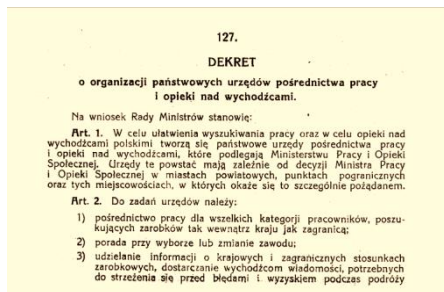 127.
DEKRET
o organizacji państwowych urzędów pośrednictwa pracy
i opieki nad wychodźcami.
Na wniosek Rady Ministrów stanowię:
Art. 1. W celu ułatwienia wyszukiwania pracy oraz w celu opieki nad
wychodźcami polskimi tworzą się państwowe urzędy pośrednictwa pracy
i opieki nad wychodźcami, które podlegają Ministerstwu Pracy i Opieki
Społecznej. Urzędy te powstać mają zależnie od decyzji Ministra Pracy
i Opieki Społecznej w miastach powiatowych, punktach pogranicznych
oraz tych miejscowościach, w których okaże się to szczególnie pożądanem.
Art. 2. Do zadań urzędów należy:
1) pośrednictwo pracy dla wszelkich kategorji pracowników, poszu-
kujących zarobków tak wewnątrz kraju jak zagranicą;
2) porada przy wyborze lub zmianie zawodu;
3) udzielanie informacji o krajowych i zagranicznych stosunkach
zarobkowych, dostarczanie wychodźcom wiadomości, potrzebnych
do strzeżenia się przed błędami i wyzyskiem podczas podróży